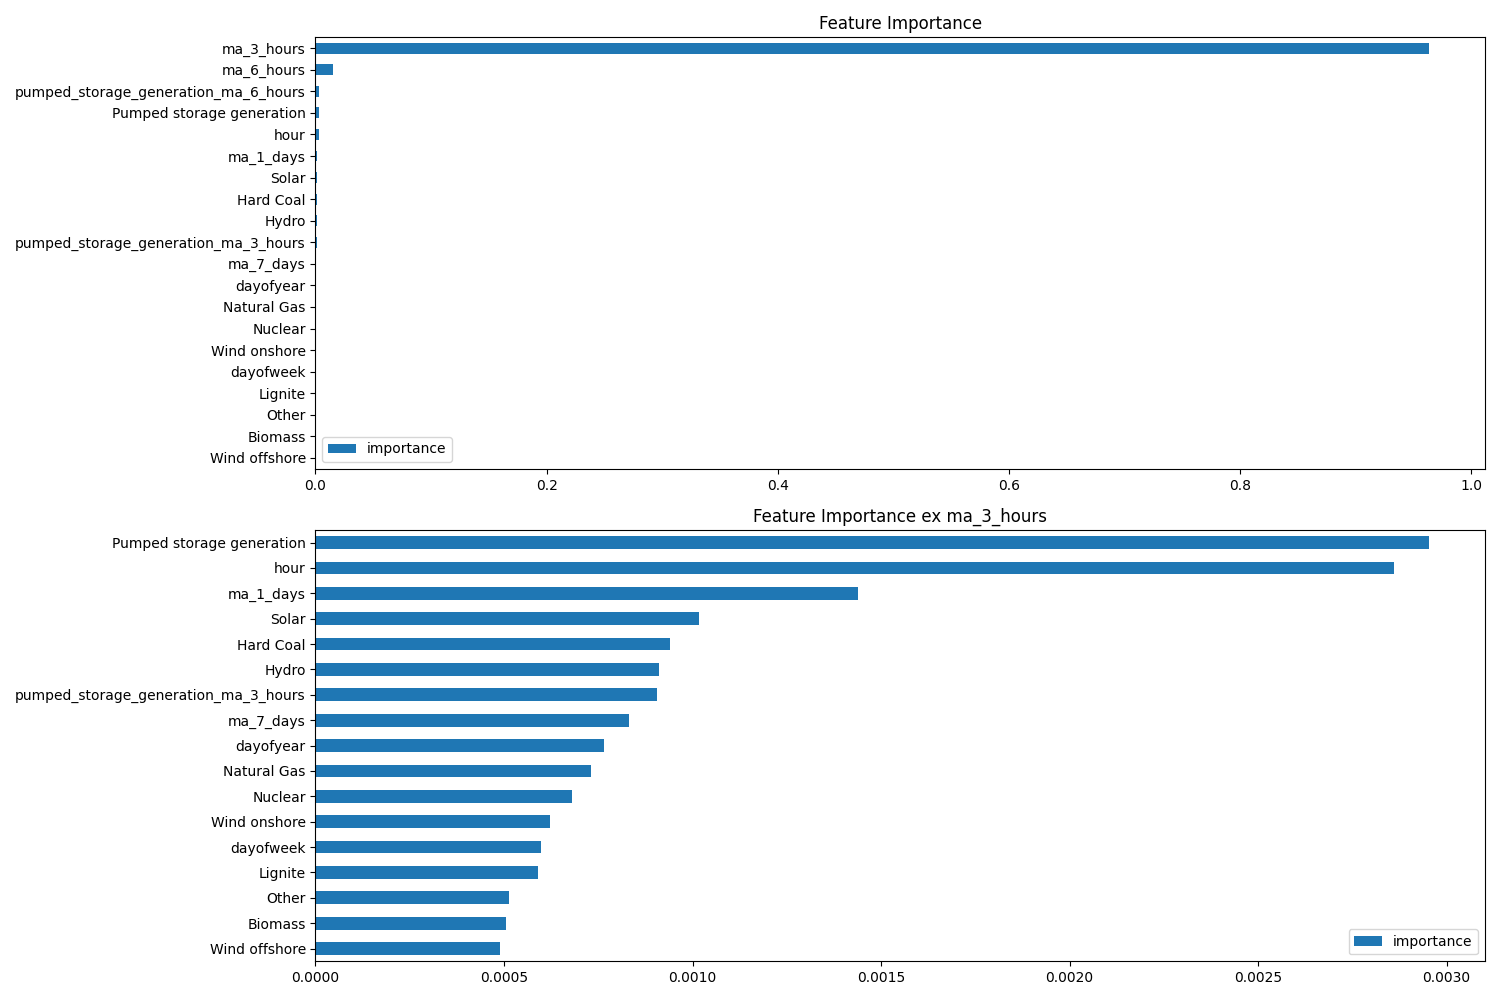 Feature Importance
ma_3_hours
ma_6_hours
pumped_storage_generation_ma_6_hours
Pumped storage generation
hour
ma_1_days
Solar
Hard Coal
Hydro
pumped_storage_generation_ma_3_hours
ma_7_days
dayofyear
Natural Gas
Nuclear
Wind onshore
dayofweek
Lignite
Other
Biomass
Wind offshore
importance
0.0 0.2 0.4 0.6 0.8 1.0
Feature Importance ex ma_3_hours
Pumped storage generation
hour
ma_1_days
Solar
Hard Coal
Hydro
pumped_storage_generation_ma_3_hours
ma_7_days
dayofyear
Natural Gas
Nuclear
Wind onshore
dayofweek
Lignite
Other
Biomass
Wind offshore
importance
0.0000 0.0005 0.0010 0.0015 0.0020 0.0025 0.0030